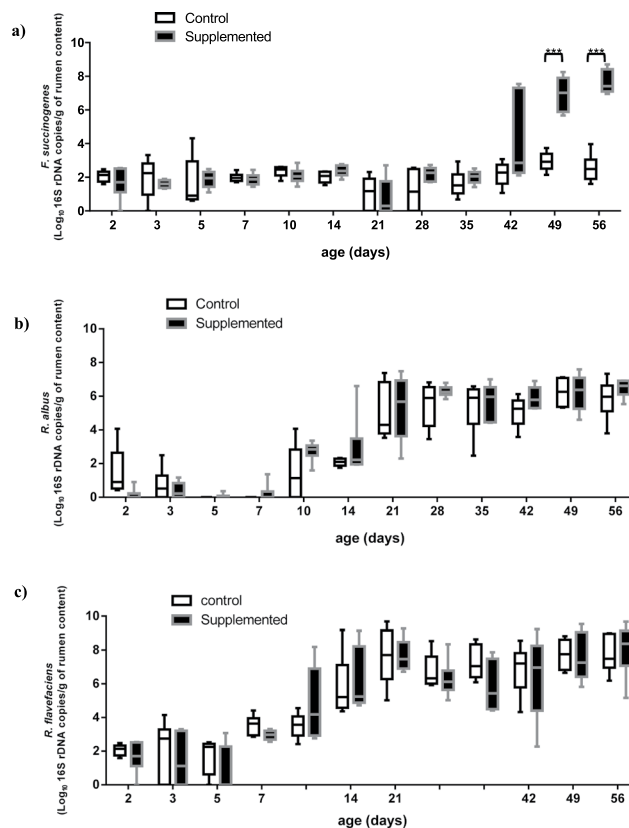 a)
Control
Supplemented
F. succinogenes
(Log10 16S rDNA copies/g of rumen content)
10
8
6
4
2
0
*** ***
2 3 5 7 10 14 21 28 35 42 49 56
age (days)
b)
Control
Supplemented
R. albus
(Log10 16S rDNA copies/g of rumen content)
10
8
6
4
2
0
2 3 5 7 10 14 21 28 35 42 49 56
age (days)
c)
control
Supplemented
R. flavefaciens
(Log10 16S rDNA copies/g of rumen content)
10
8
6
4
2
0
2 3 5 7 14 21 42 49 56
age (days)